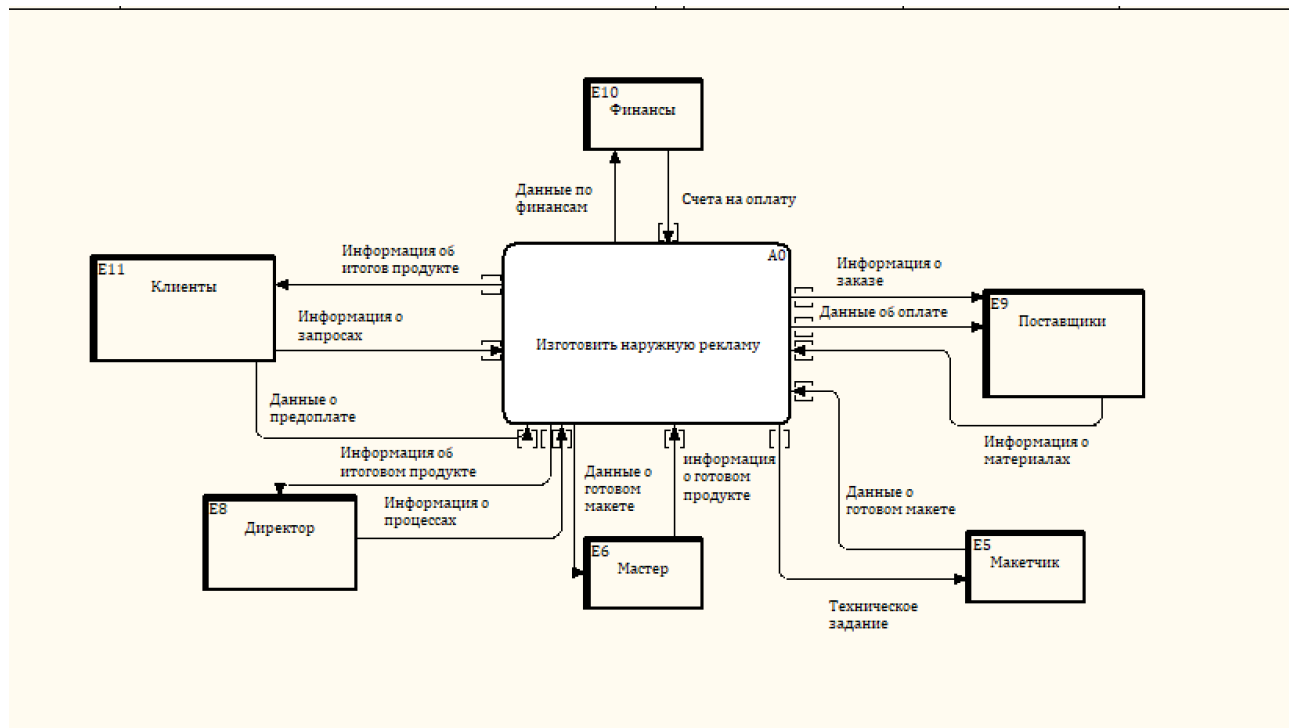 E10
Финансы
Данные по
финансам
Счета на оплату
A0
Изготовить наружную рекламу
E11
Клиенты
Информация об
итогов продукте
Информация о
запросах
Данные о
предоплате
Информация о
заказе
Данные об оплате
E9
Поставщики
Информация о
материалах
Информация об
итоговом продукте
E8
Директор
Информация о
процессах
Данные о
готовом
макете
E6
Мастер
информация
о готовом
продукте
Данные о
готовом макете
E5
Макетчик
Техническое
задание